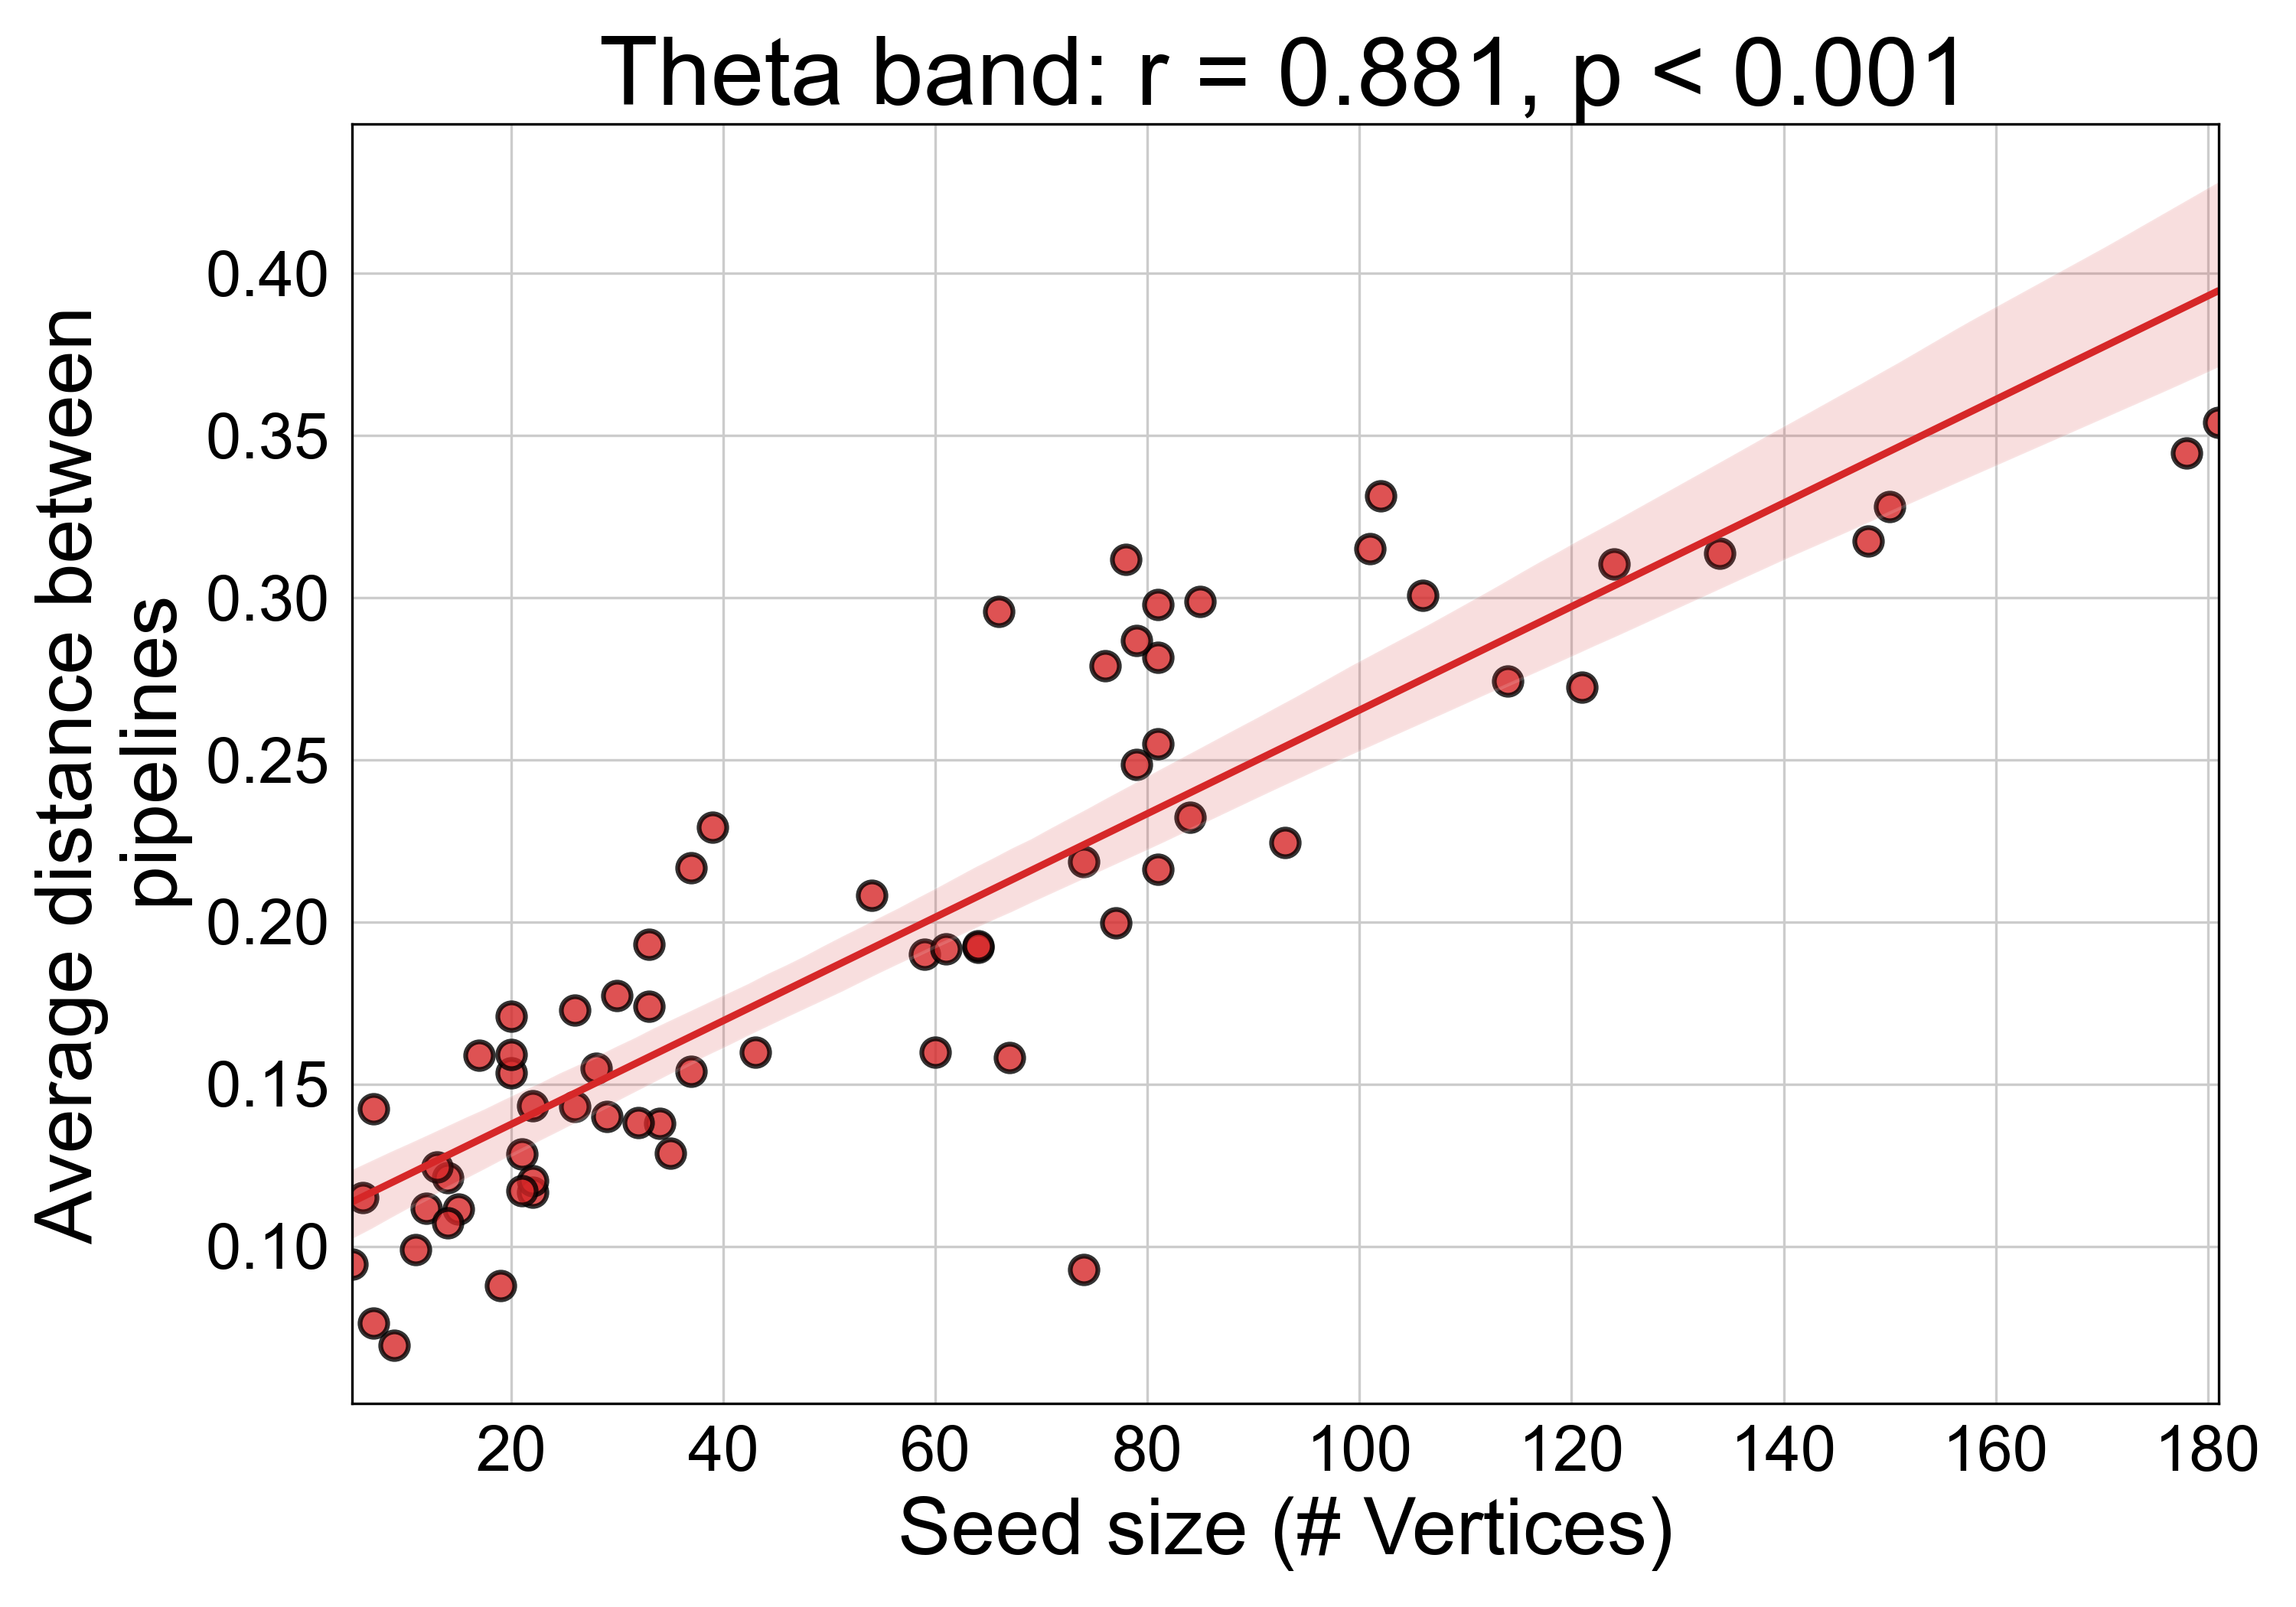 Theta band: r = 0.881, p < 0.001
Average distance between
pipelines
0.40
0.35
0.30
0.25
0.20
0.15
0.10
20 40 60 80 100 120 140 160 180
Seed size (# Vertices)